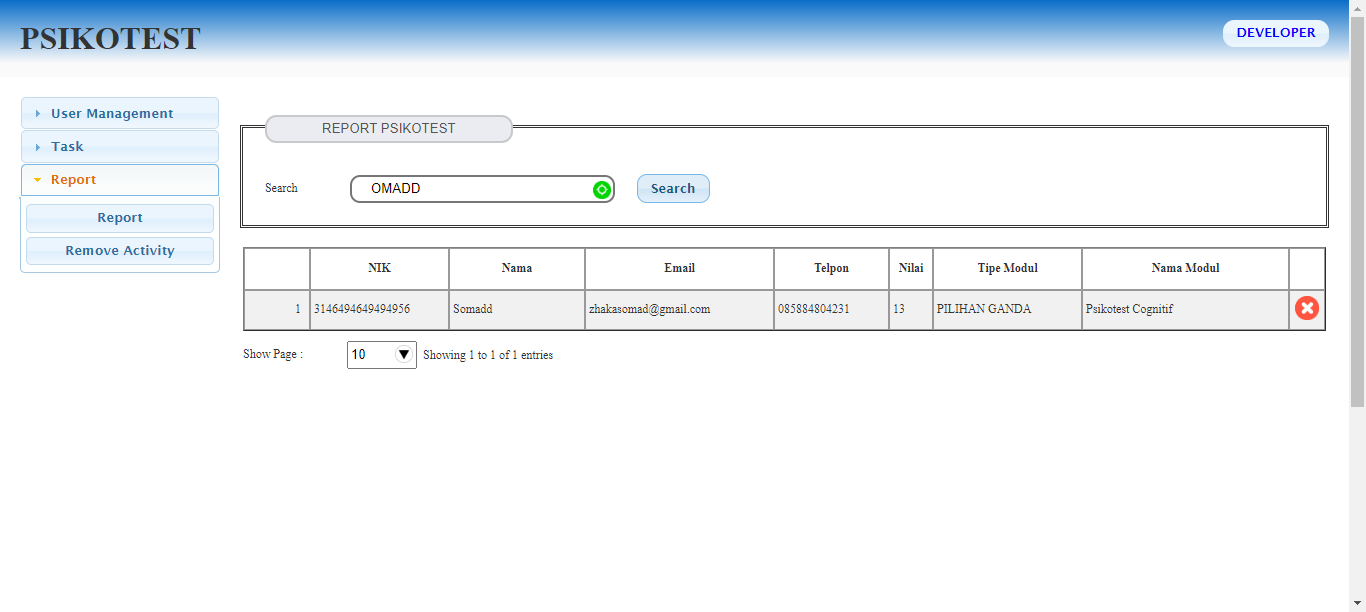 PSIKOTEST
DEVELOPER
User Management
Task
Report
Report
Remove Activity
REPORT PSIKOTEST
Search OMADD Search
NIK Nama Email Telpon Nilai Tipe Modul Nama Modul
1 3146494649494956 Somadd zhakasomad@gmail.com 085884804231 13 PILIHAN GANDA Psikotest Cognitif
Show Page : 10 Showing 1 to 1 of 1 entries